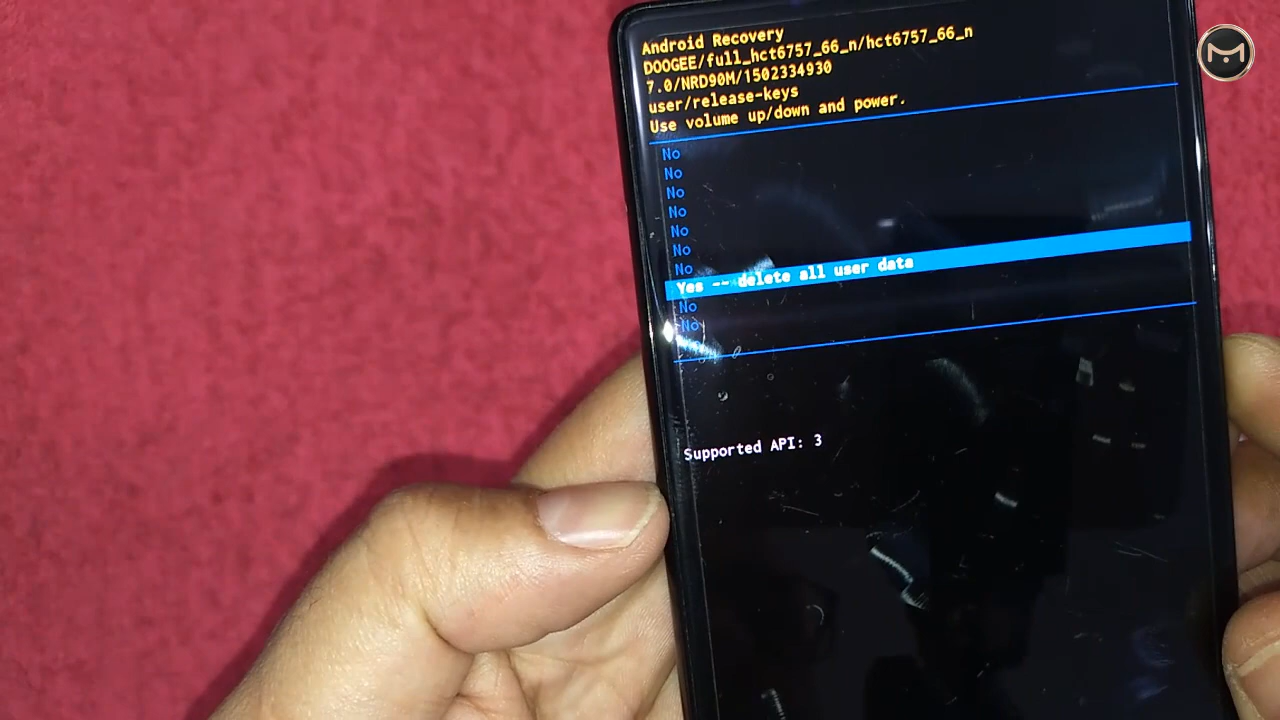 Android Recovery
DOOGEE/full_hct6757_66_n/hct6757_66_n
7.0/NRD90M/1502334930
user/release-keys
Use volume up/down and power.
No
No
No
No
No
No
No
Yes -- delete all user data
No
No
Supported API: 3